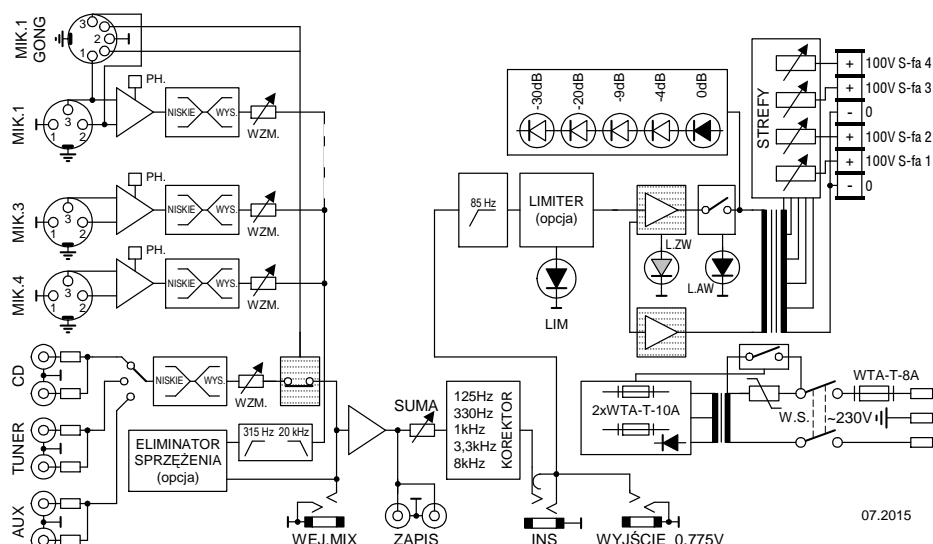 MIK.1
GONG
3
2
1
MIK.1
3
1
2
PH.
NISKIE
WYS.
WZM.
MIK.3
3
1
2
PH.
NISKIE
WYS.
WZM.
MIK.4
3
1
2
PH.
NISKIE
WYS.
WZM.
CD
TUNER
AUX
NISKIE
WYS.
WZM.
ELIMINATOR
SPRZĘŻENIA
(opcja)
315 Hz 20 kHz
WEJ.MIX
ZAPIS
SUMA
125Hz
330Hz
1kHz
3,3kHz
8kHz
KOREKTOR
INS
WYJŚCIE 0,775V
85 Hz
LIMITER
(opcja)
LIM
-30dB
-20dB
-9dB
-4dB
0dB
L.ZW
L.AW
STREFY
+ 100V S-fa 4
+ 100V S-fa 3
- 0
+ 100V S-fa 2
+ 100V S-fa 1
- 0
2xWTA-T-10A
W.S.
WTA-T-8A
~230V
07.2015